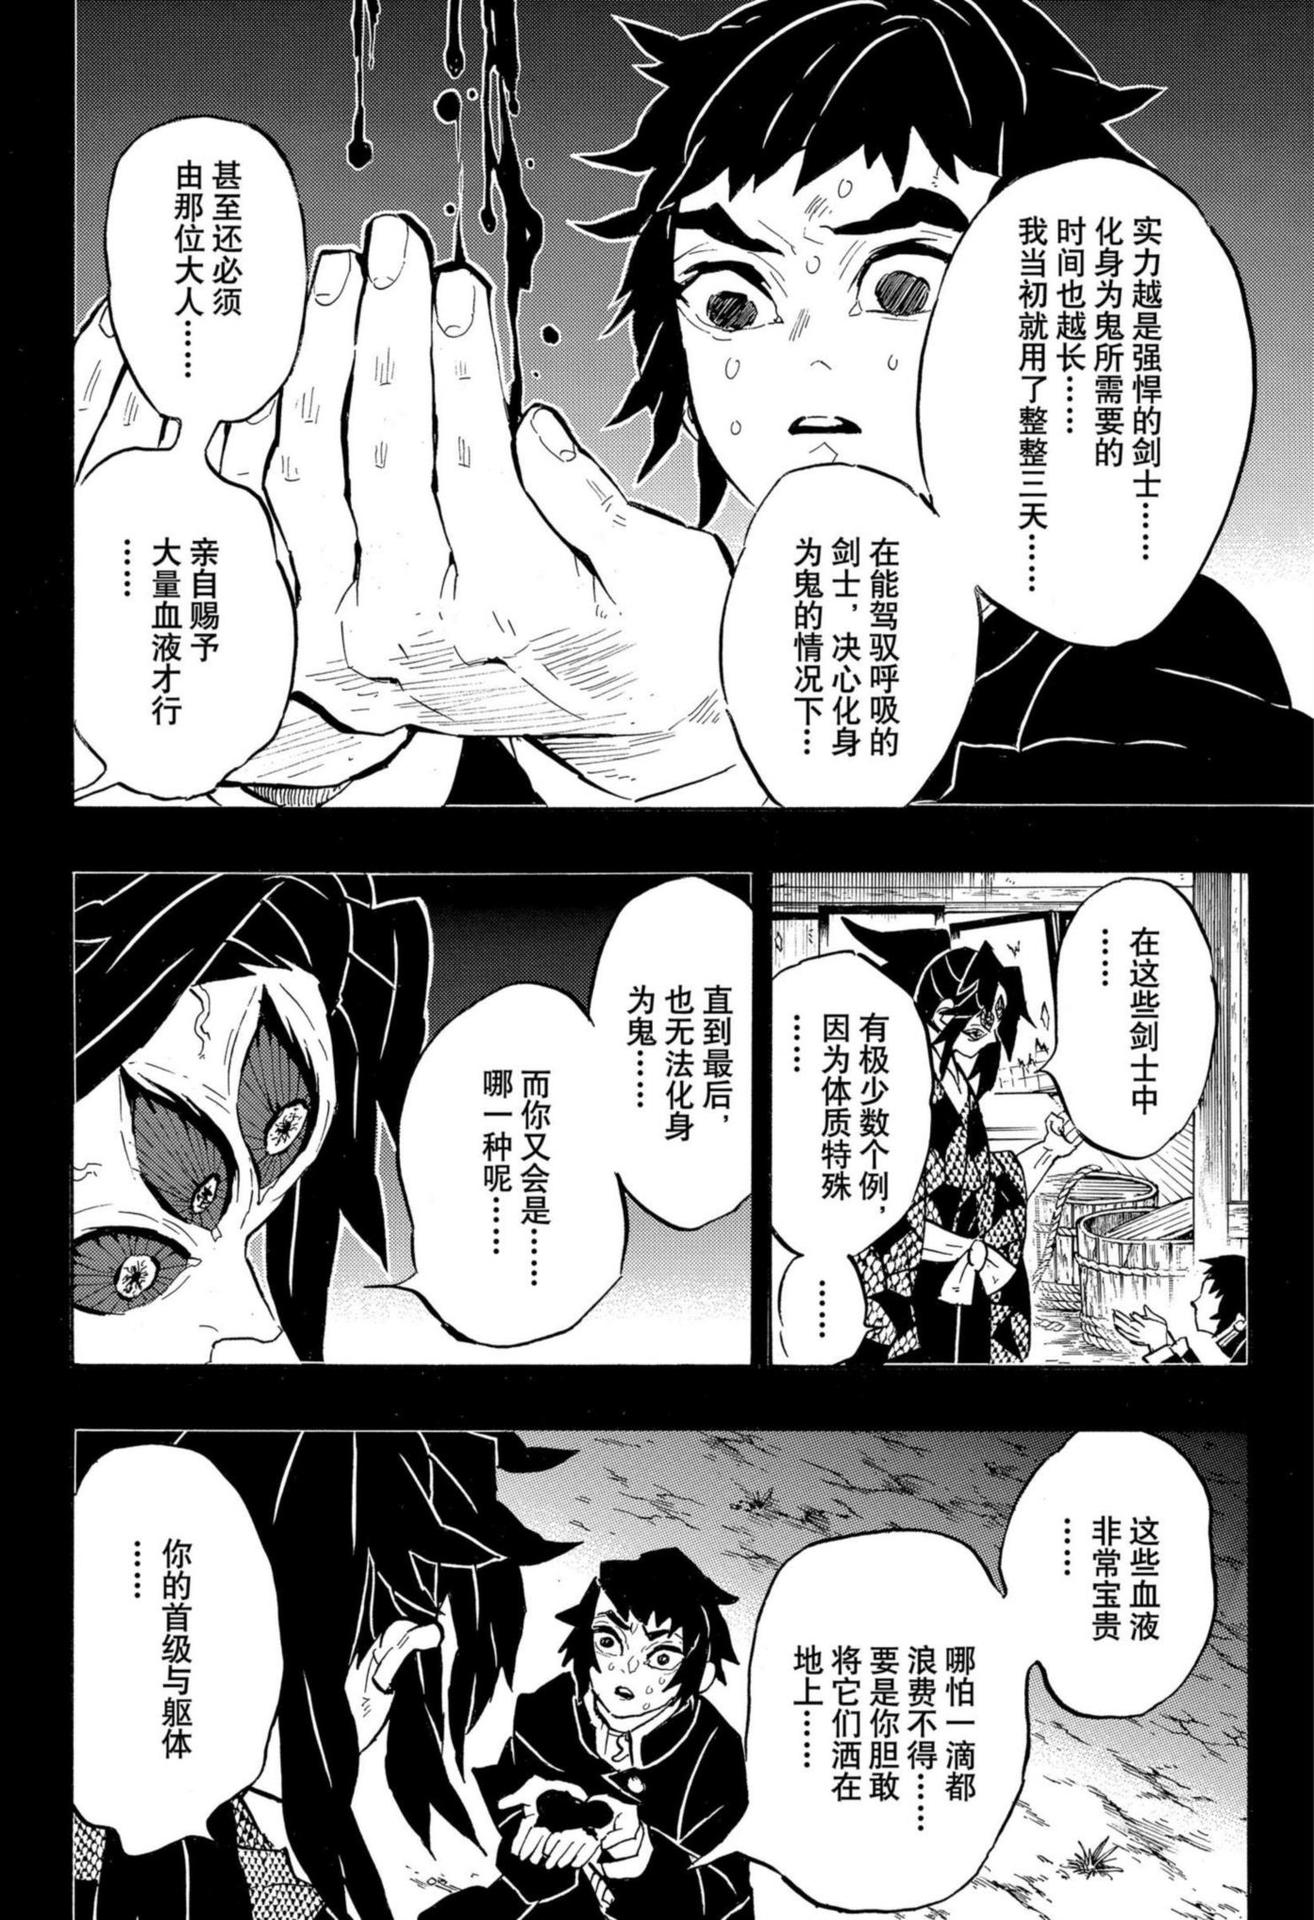 实力越是强悍的剑士……
化身为鬼所需要的
时间也越长……
我当初就用了整整三天……
在能驾驭呼吸的
剑士，决心化身
为鬼的情况下…
甚至还必须
由那位大人……
亲自赐予
大量血液才行
……
在这些剑士中
……
有极少数个例，
因为体质特殊
……
……
直到最后，
也无法化身
为鬼……
而你又会是……
哪一种呢……
这些血液
非常宝贵
……
哪怕一滴都
浪费不得……
要是你胆敢
将它们洒在
地上……
你的首级与躯体
……